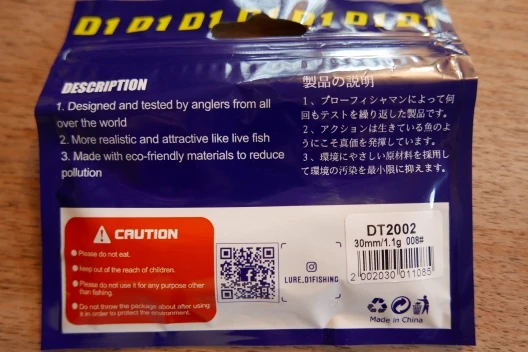 D1 D1 D1 D1 D1 D1 D1
DESCRIPTION
1. Designed and tested by anglers from all
over the world
2. More realistic and attractive like live fish
3. Made with eco-friendly materials to reduce
pollution
製品の説明
1、プローフィシャマンによって何
回もテストを繰り返した製品です。
2、アクションは生きている魚のよ
うにこそ真価を発揮しています。
3、環境にやさしい原材料を採用し
て環境の汚染を最小限に抑えます。
CAUTION
Please do not eat.
keep out of the reach of children.
Please do not use it for any purpose other
than fishing.
Do not throw the package about after using
it in order to protect the environment.
LURE_D1FISHING
DT2002
30mm/1.1g 008#
2 002030 011085
Made in China